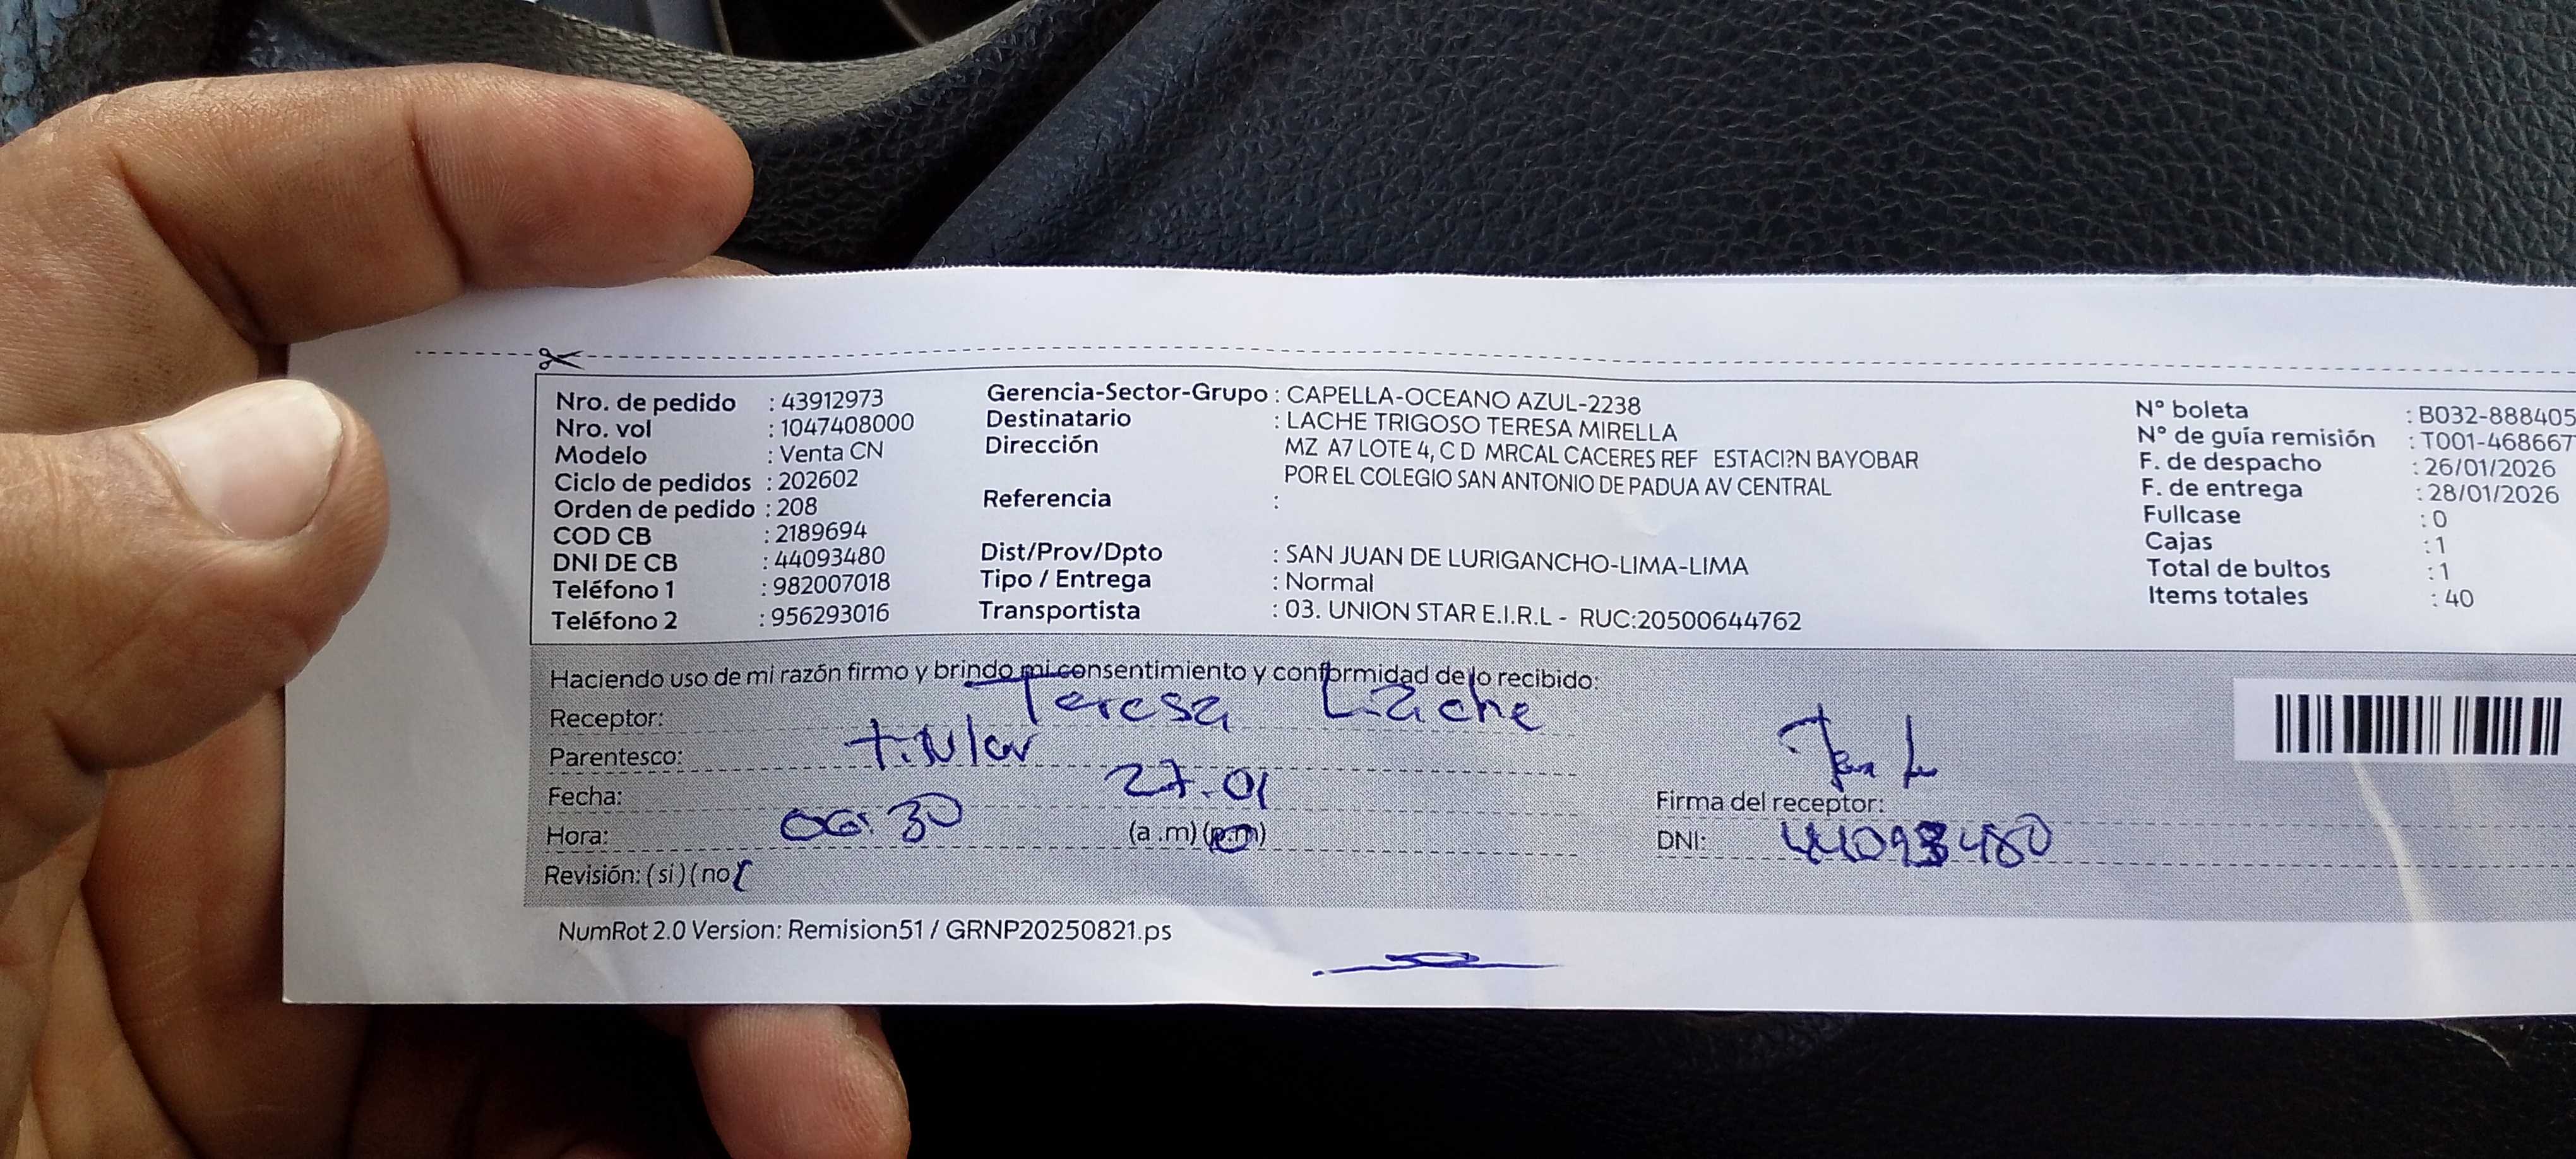 Nro. de pedido : 43912973
Nro. vol : 1047408000
Modelo : Venta CN
Ciclo de pedidos : 202602
Orden de pedido : 208
COD CB : 2189694
DNI DE CB : 44093480
Teléfono 1 : 982007018
Teléfono 2 : 956293016
Gerencia-Sector-Grupo : CAPELLA-OCEANO AZUL-2238
Destinatario : LACHE TRIGOSO TERESA MIRELLA
Dirección MZ A7 LOTE 4, C D MRCAL CACERES REF ESTACI?N BAYOBAR
POR EL COLEGIO SAN ANTONIO DE PADUA AV CENTRAL
Referencia :
Dist/Prov/Dpto : SAN JUAN DE LURIGANCHO-LIMA-LIMA
Tipo / Entrega : Normal
Transportista : 03. UNION STAR E.I.R.L - RUC:20500644762
N° boleta : B032-888405
N° de guía remisión : T001-468667
F. de despacho : 26/01/2026
F. de entrega : 28/01/2026
Fullcase : 0
Cajas : 1
Total de bultos : 1
Items totales : 40
Haciendo uso de mi razón firmo y brindo mi consentimiento y conformidad de lo recibido:
Receptor: Teresa Lache
Parentesco: titular
Fecha: 27.01
Hora: 06:30 (a .m) (p.m)
Revisión: (si) (no)
Firma del receptor:
DNI: 44093480
NumRot 2.0 Version: Remision51 / GRNP20250821.ps